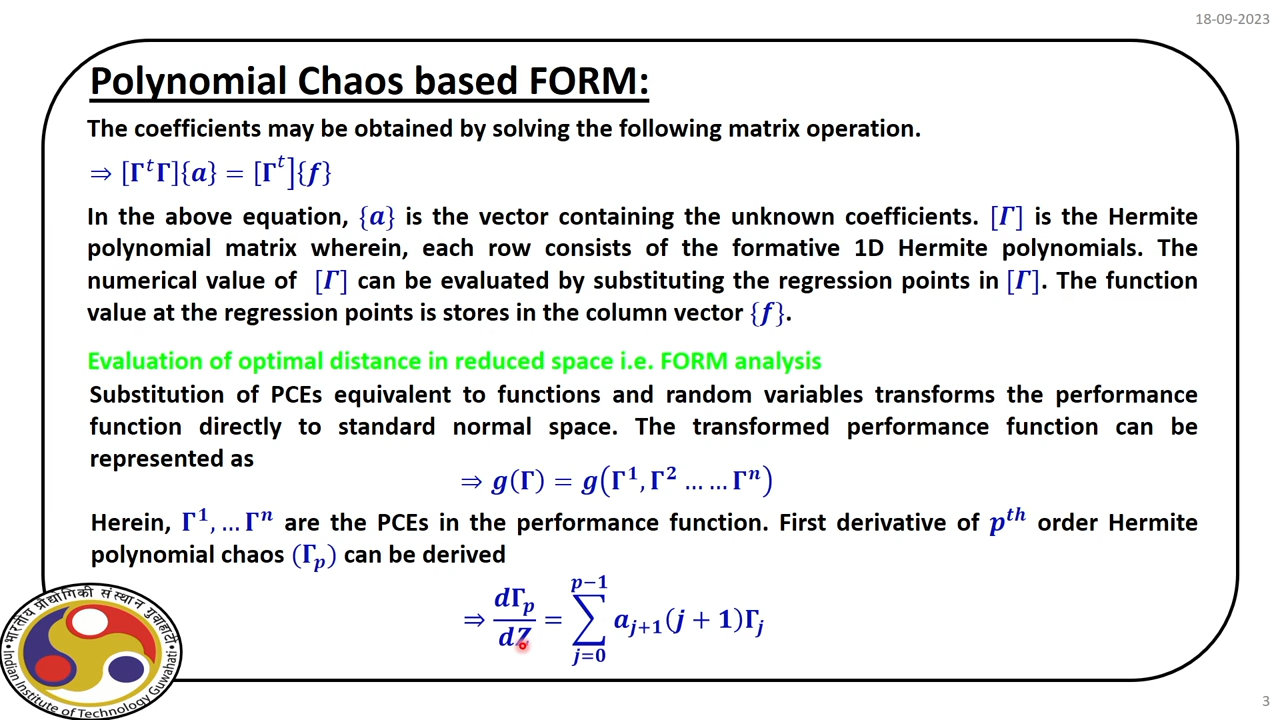 18-09-2023
Polynomial Chaos based FORM:
The coefficients may be obtained by solving the following matrix operation.
⇒ [Γᵗ Γ]{a} = [Γᵗ]{f}
In the above equation, {a} is the vector containing the unknown coefficients. [Γ] is the Hermite
polynomial matrix wherein, each row consists of the formative 1D Hermite polynomials. The
numerical value of [Γ] can be evaluated by substituting the regression points in [Γ]. The function
value at the regression points is stores in the column vector {f}.
Evaluation of optimal distance in reduced space i.e. FORM analysis
Substitution of PCEs equivalent to functions and random variables transforms the performance
function directly to standard normal space. The transformed performance function can be
represented as
⇒ g(Γ) = g(Γ¹, Γ² … … Γⁿ)
Herein, Γ¹, … Γⁿ are the PCEs in the performance function. First derivative of pᵗʰ order Hermite
polynomial chaos (Γₚ) can be derived
⇒ dΓₚ/dZ = ∑_{j=0}^{p−1} a_{j+1}(j + 1)Γ_j
भारतीय प्रौद्योगिकी संस्थान गुवाहाटी
Indian Institute of Technology Guwahati
3